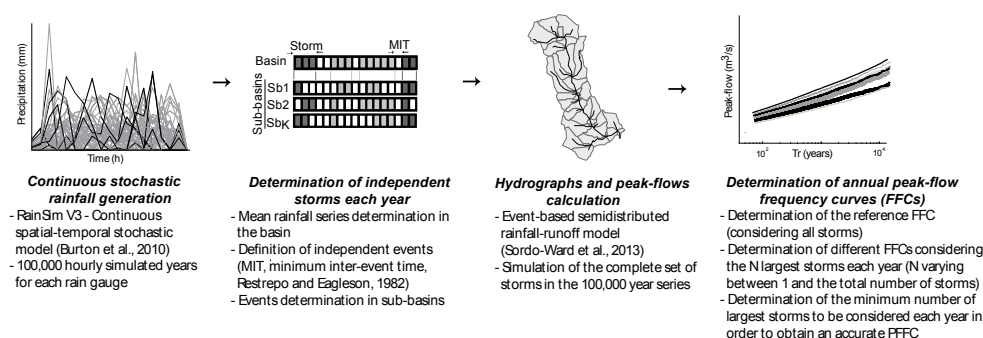 Precipitation (mm)
Time (h)
Storm
MIT
Basin
Sub-basins
Sb1
Sb2
SbK
Peak-flow (m³/s)
10²
10⁴
Tr (years)
Continuous stochastic
rainfall generation
- RainSim V3 - Continuous
spatial-temporal stochastic
model (Burton et al., 2010)
- 100,000 hourly simulated years
for each rain gauge
Determination of independent
storms each year
- Mean rainfall series determination in
the basin
- Definition of independent events
(MIT, minimum inter-event time,
Restrepo and Eagleson, 1982)
- Events determination in sub-basins
Hydrographs and peak-flows
calculation
- Event-based semidistributed
rainfall-runoff model
(Sordo-Ward et al., 2013)
- Simulation of the complete set of
storms in the 100,000 year series
Determination of annual peak-flow
frequency curves (FFCs)
- Determination of the reference FFC
(considering all storms)
- Determination of different FFCs considering
the N largest storms each year (N varying
between 1 and the total number of storms)
- Determination of the minimum number of
largest storms to be considered each year in
order to obtain an accurate PFFC